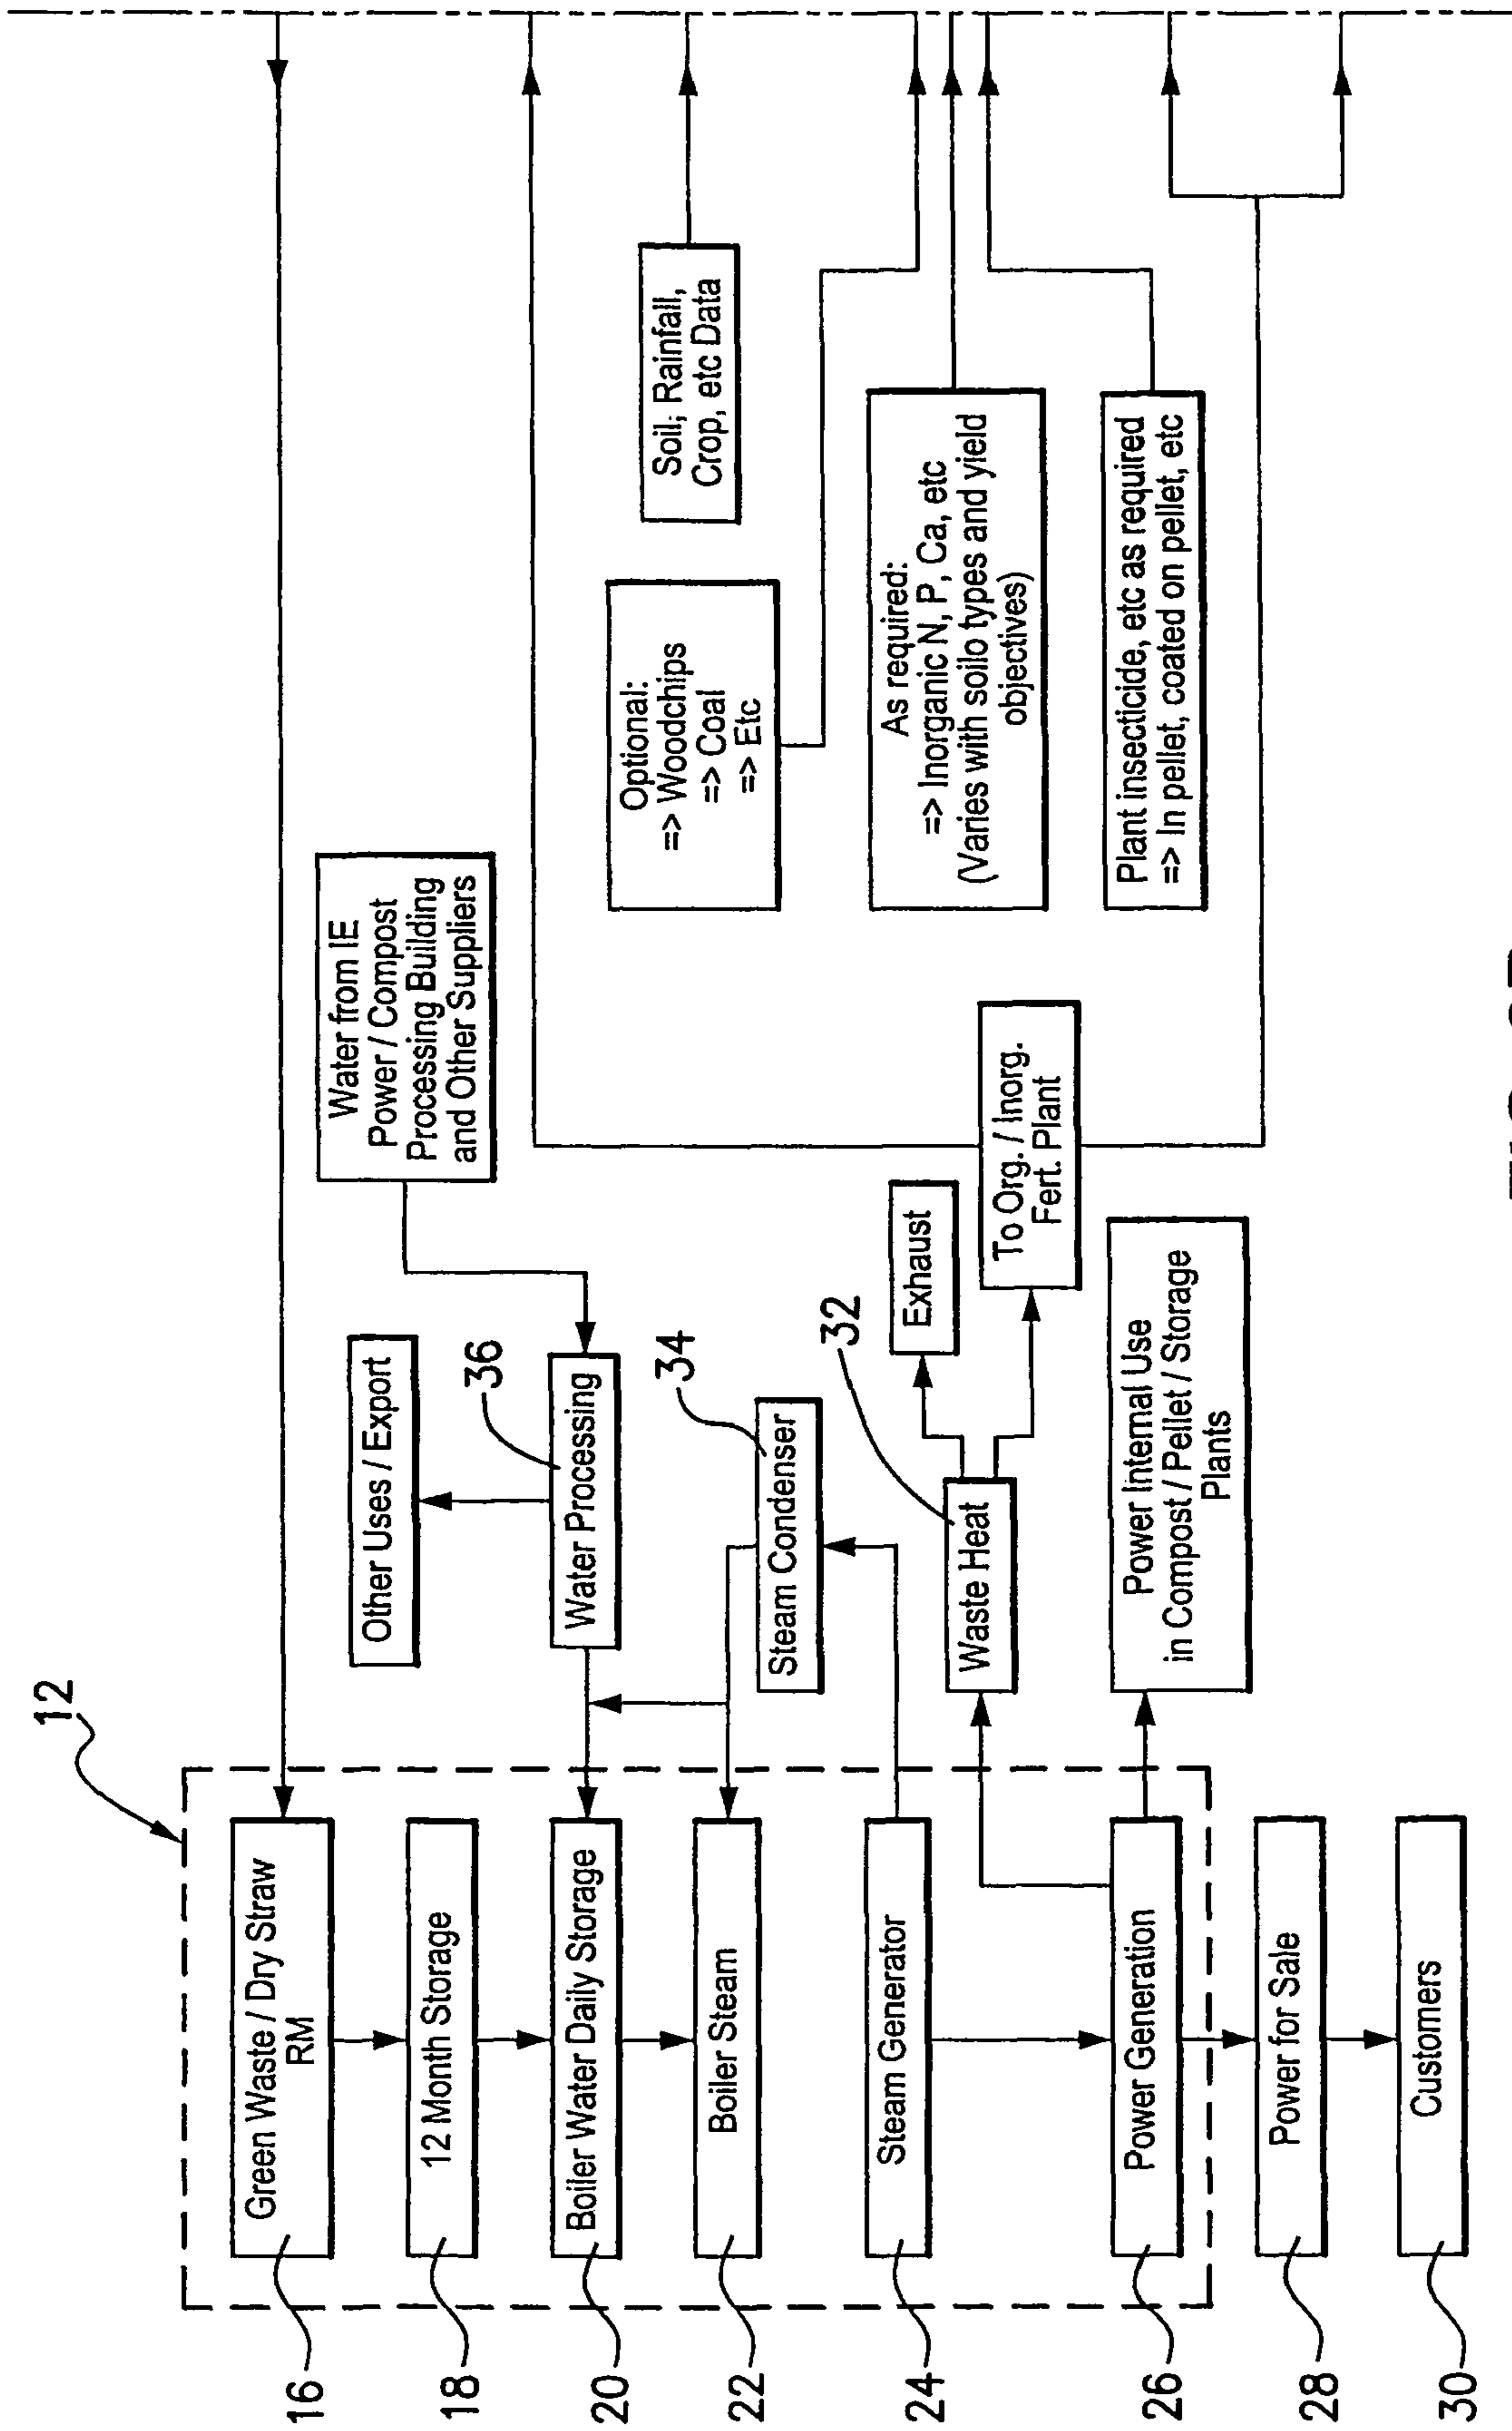 12
16
Green Waste / Dry Straw
RM
18
12 Month Storage
20
Boiler Water Daily Storage
22
Boiler Steam
24
Steam Generator
26
Power Generation
28
Power for Sale
30
Customers
Other Uses / Export
36
Water Processing
34
Steam Condenser
32
Waste Heat
Exhaust
To Org. / Inorg.
Fert. Plant
Power Internal Use
in Compost / Pellet / Storage
Plants
Water from IE
Power / Compost
Processing Building
and Other Suppliers
Optional:
=> Woodchips
=> Coal
=> Etc
Soil, Rainfall,
Crop, etc Data
As required:
=> Inorganic N, P, Ca, etc
(Varies with soilo types and yield
objectives)
Plant insecticide, etc as required
=> In pellet, coated on pellet, etc